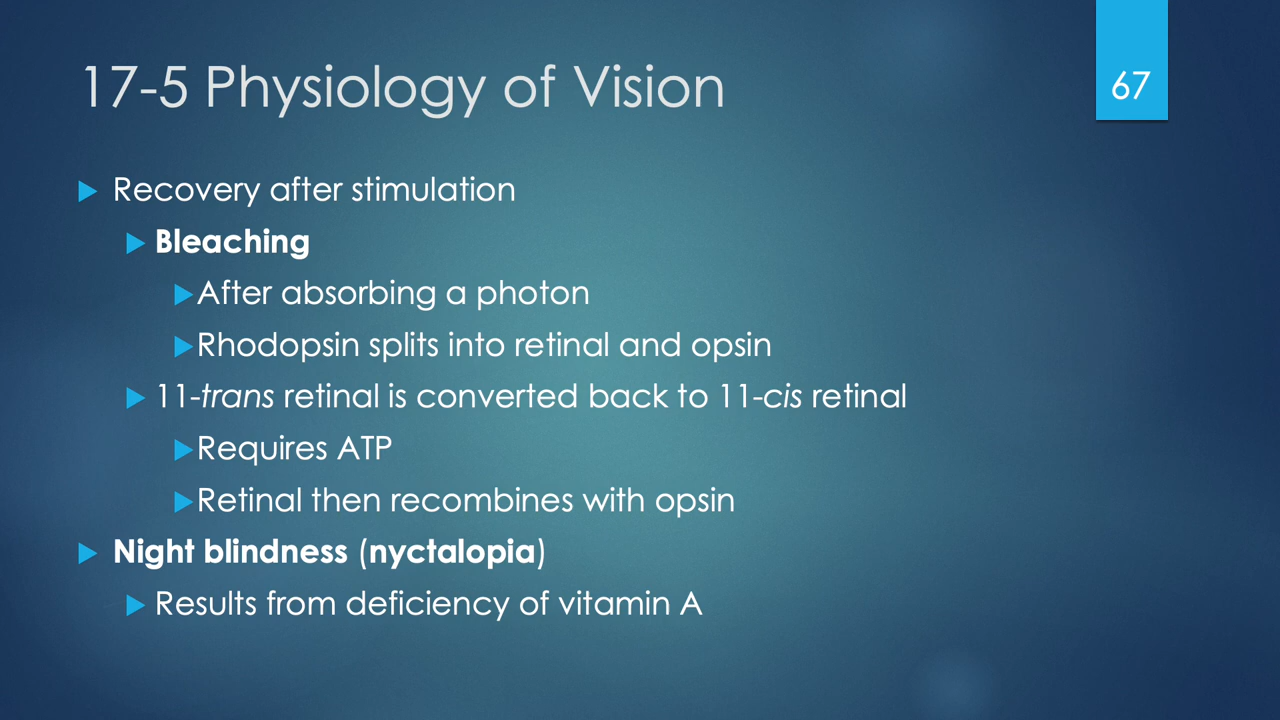 17-5 Physiology of Vision
67
Recovery after stimulation
Bleaching
After absorbing a photon
Rhodopsin splits into retinal and opsin
11-trans retinal is converted back to 11-cis retinal
Requires ATP
Retinal then recombines with opsin
Night blindness (nyctalopia)
Results from deficiency of vitamin A